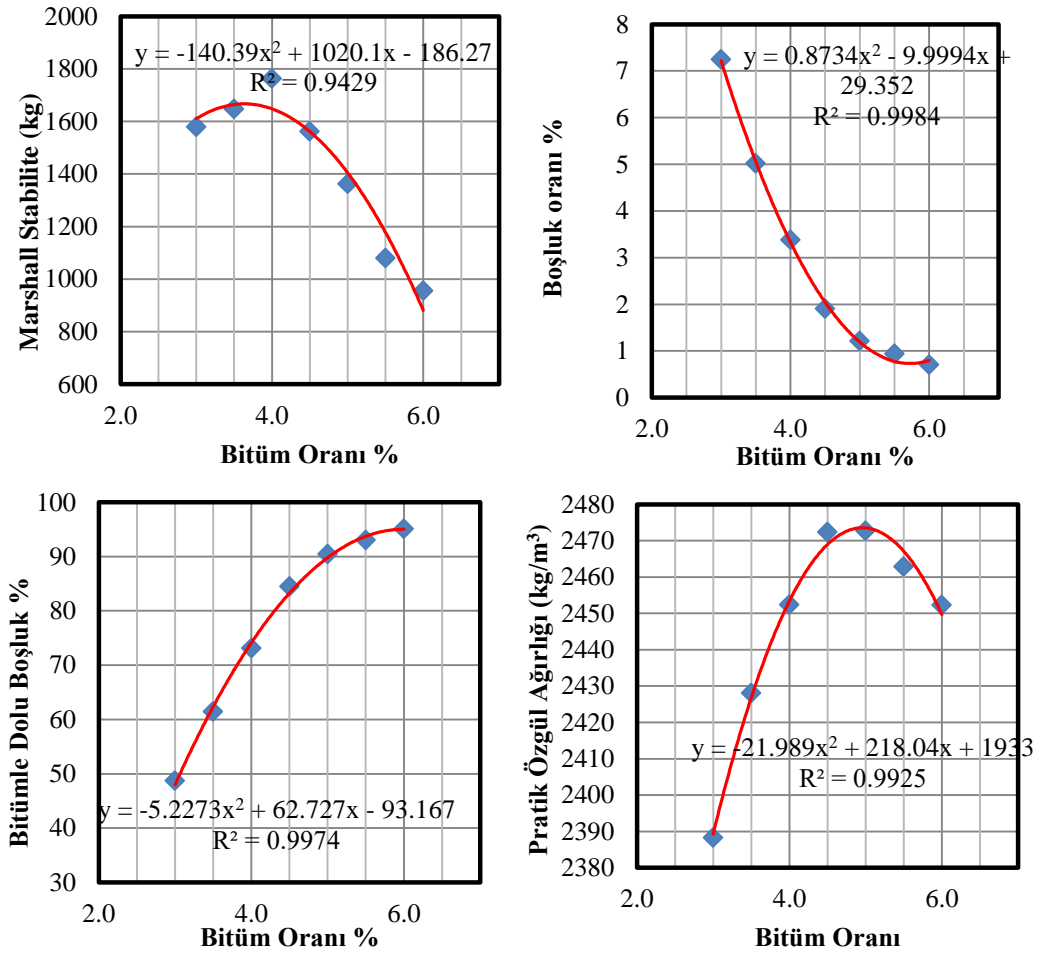 2000
1800
1600
1400
1200
1000
800
600
2.0 4.0 6.0
Marshall Stabilite (kg)
Bitüm Oranı %
y = -140.39x² + 1020.1x - 186.27
R² = 0.9429
8
7
6
5
4
3
2
1
0
2.0 4.0 6.0
Boşluk oranı %
Bitüm Oranı %
y = 0.8734x² - 9.9994x +
29.352
R² = 0.9984
100
90
80
70
60
50
40
30
2.0 4.0 6.0
Bitümle Dolu Boşluk %
Bitüm Oranı %
y = -5.2273x² + 62.727x - 93.167
R² = 0.9974
2480
2470
2460
2450
2440
2430
2420
2410
2400
2390
2380
2.0 4.0 6.0
Pratik Özgül Ağırlığı (kg/m³)
Bitüm Oranı
y = -21.989x² + 218.04x + 1933
R² = 0.9925